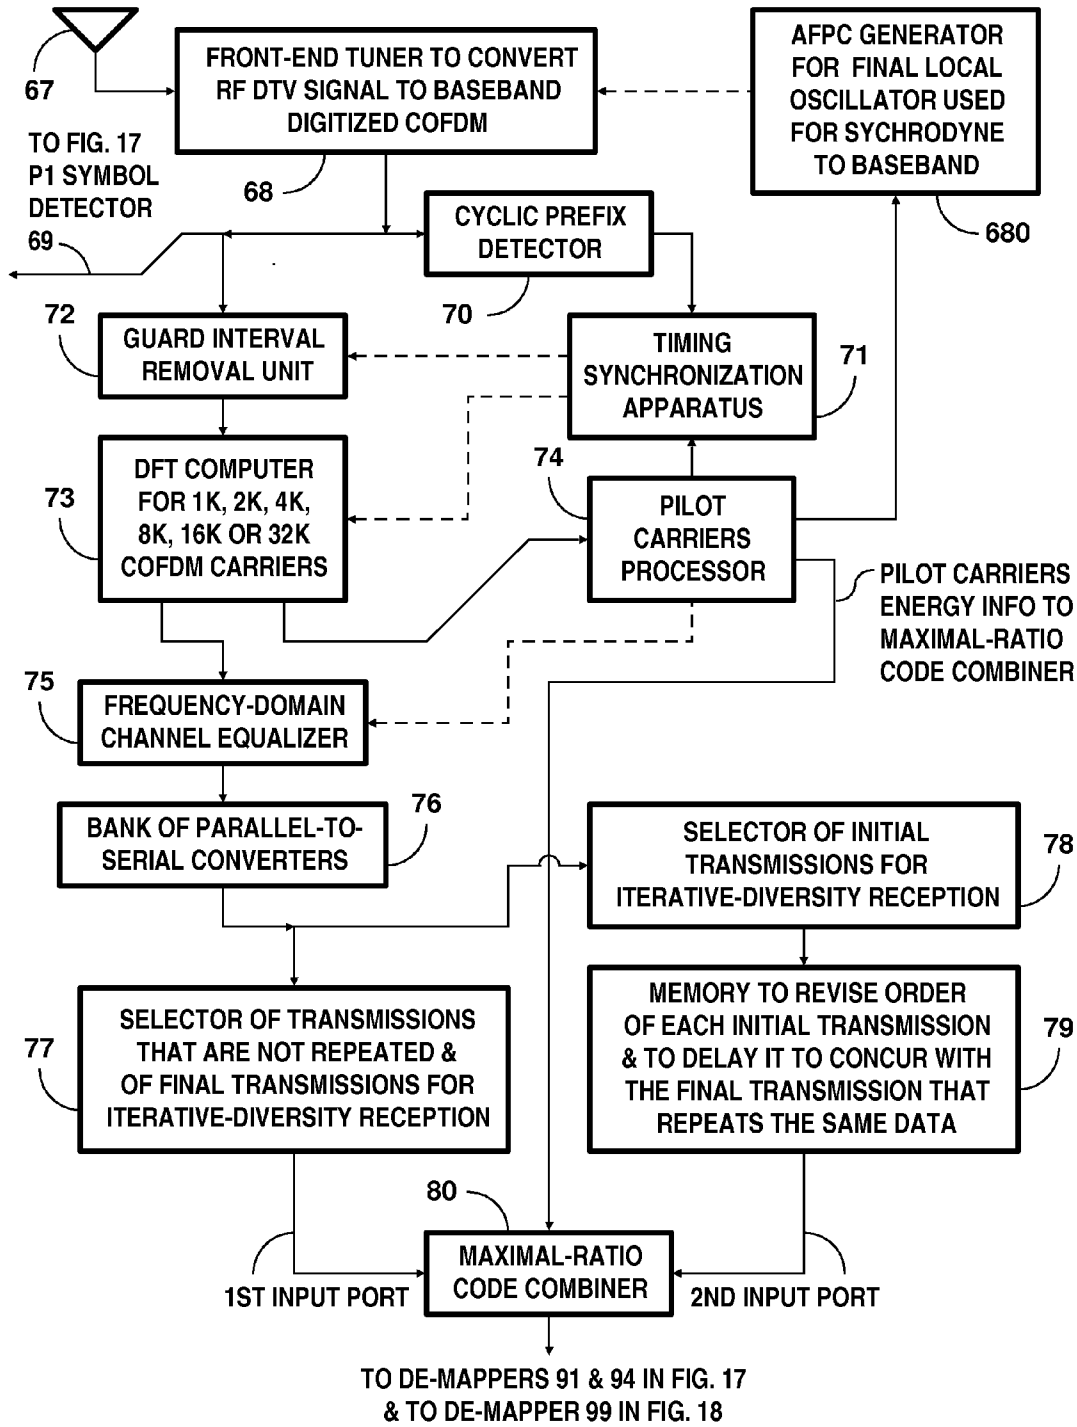 67
FRONT-END TUNER TO CONVERT
RF DTV SIGNAL TO BASEBAND
DIGITIZED COFDM
68
AFPC GENERATOR
FOR FINAL LOCAL
OSCILLATOR USED
FOR SYCHRODYNE
TO BASEBAND
680
TO FIG. 17
P1 SYMBOL
DETECTOR
69
CYCLIC PREFIX
DETECTOR
70
72
GUARD INTERVAL
REMOVAL UNIT
TIMING
SYNCHRONIZATION
APPARATUS
71
73
DFT COMPUTER
FOR 1K, 2K, 4K,
8K, 16K OR 32K
COFDM CARRIERS
74
PILOT
CARRIERS
PROCESSOR
PILOT CARRIERS
ENERGY INFO TO
MAXIMAL-RATIO
CODE COMBINER
75
FREQUENCY-DOMAIN
CHANNEL EQUALIZER
76
BANK OF PARALLEL-TO-
SERIAL CONVERTERS
SELECTOR OF INITIAL
TRANSMISSIONS FOR
ITERATIVE-DIVERSITY RECEPTION
78
77
SELECTOR OF TRANSMISSIONS
THAT ARE NOT REPEATED &
OF FINAL TRANSMISSIONS FOR
ITERATIVE-DIVERSITY RECEPTION
MEMORY TO REVISE ORDER
OF EACH INITIAL TRANSMISSION
& TO DELAY IT TO CONCUR WITH
THE FINAL TRANSMISSION THAT
REPEATS THE SAME DATA
79
80
MAXIMAL-RATIO
CODE COMBINER
1ST INPUT PORT
2ND INPUT PORT
TO DE-MAPPERS 91 & 94 IN FIG. 17
& TO DE-MAPPER 99 IN FIG. 18